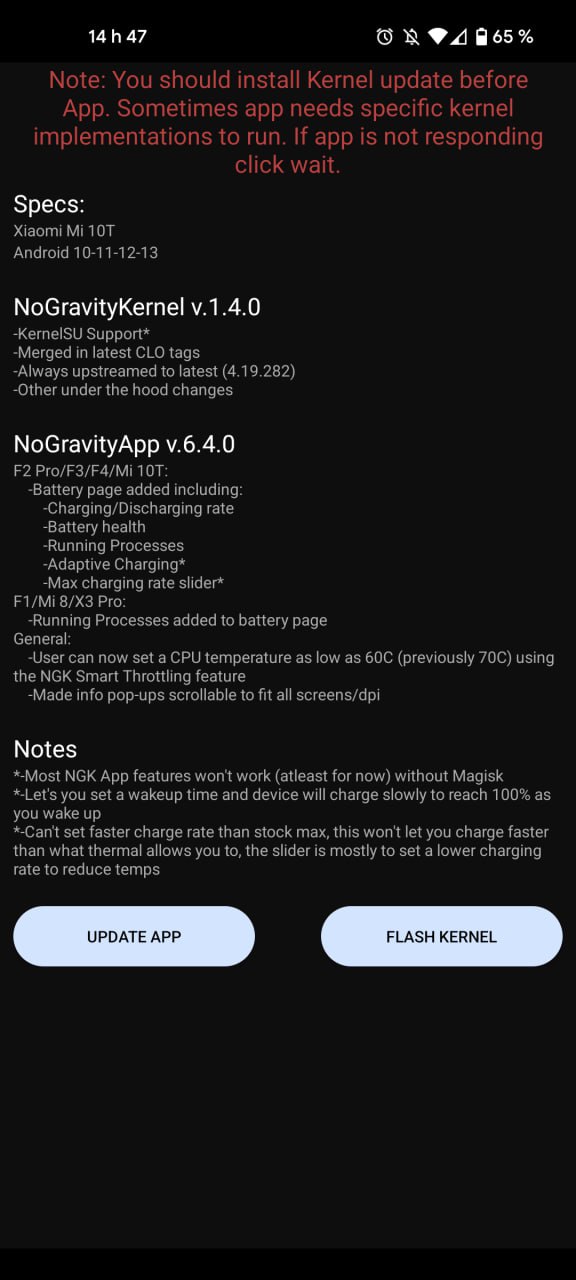 14 h 47
65 %
Note: You should install Kernel update before
App. Sometimes app needs specific kernel
implementations to run. If app is not responding
click wait.
Specs:
Xiaomi Mi 10T
Android 10-11-12-13
NoGravityKernel v.1.4.0
-KernelSU Support*
-Merged in latest CLO tags
-Always upstreamed to latest (4.19.282)
-Other under the hood changes
NoGravityApp v.6.4.0
F2 Pro/F3/F4/Mi 10T:
-Battery page added including:
-Charging/Discharging rate
-Battery health
-Running Processes
-Adaptive Charging*
-Max charging rate slider*
F1/Mi 8/X3 Pro:
-Running Processes added to battery page
General:
-User can now set a CPU temperature as low as 60C (previously 70C) using
the NGK Smart Throttling feature
-Made info pop-ups scrollable to fit all screens/dpi
Notes
*-Most NGK App features won't work (atleast for now) without Magisk
*-Let's you set a wakeup time and device will charge slowly to reach 100% as
you wake up
*-Can't set faster charge rate than stock max, this won't let you charge faster
than what thermal allows you to, the slider is mostly to set a lower charging
rate to reduce temps
UPDATE APP
FLASH KERNEL